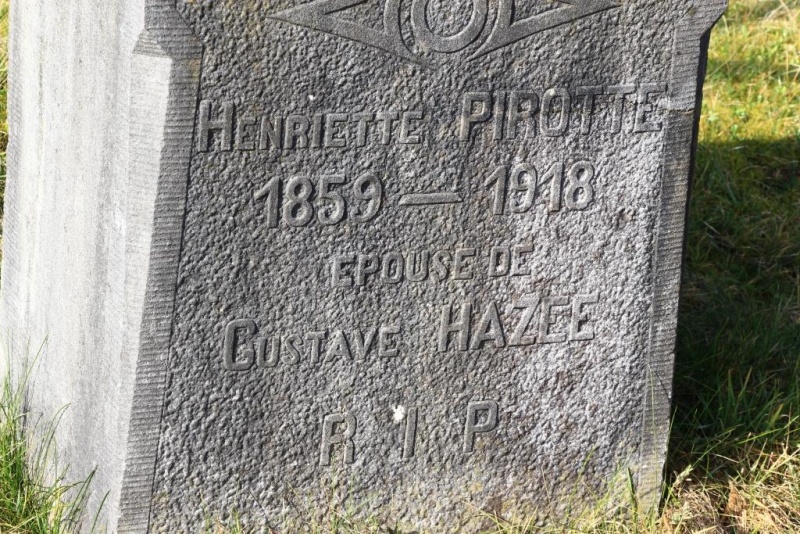 HENRIETTE PIROTTE
1859 — 1918
EPOUSE DE
GUSTAVE HAZEE
R I P